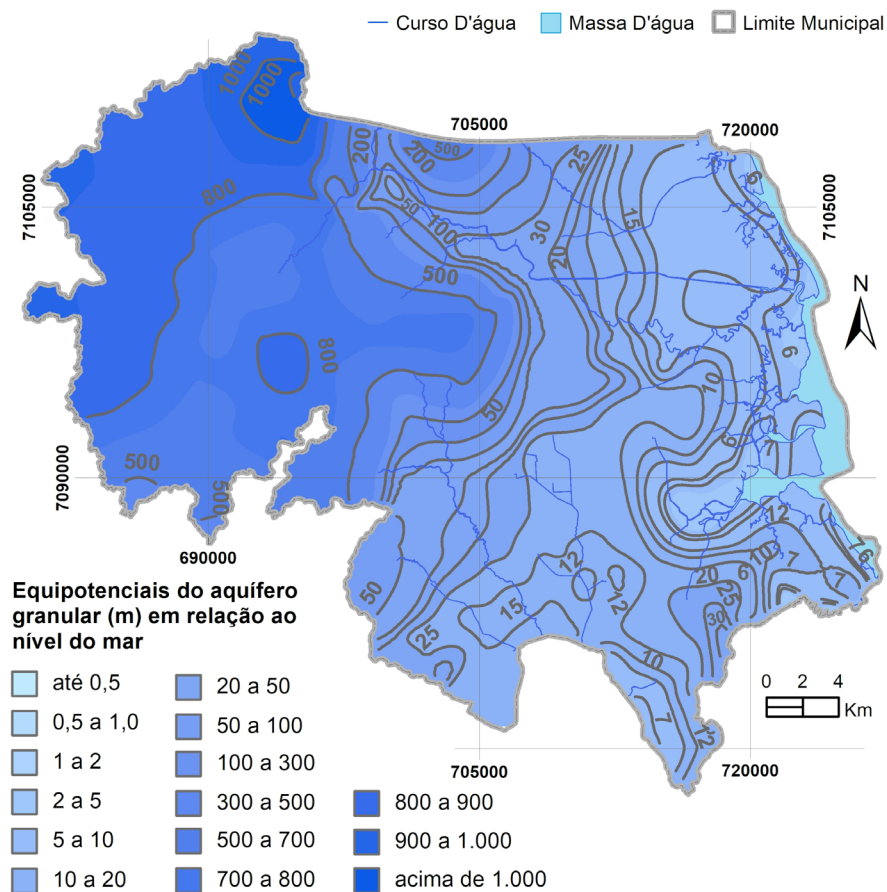 Curso D'água
Massa D'água
Limite Municipal
705000
720000
7105000
7105000
N
1000
1000
200
500
200
25
6
800
50
100
30
15
20
500
6
800
10
50
9
7
500
7090000
500
12
76
690000
12
10
7
20
6
7
50
12
25
15
30
25
10
7
12
0 2 4
Km
705000
720000
Equipotenciais do aquífero
granular (m) em relação ao
nível do mar
até 0,5
0,5 a 1,0
1 a 2
2 a 5
5 a 10
10 a 20
20 a 50
50 a 100
100 a 300
300 a 500
500 a 700
700 a 800
800 a 900
900 a 1.000
acima de 1.000